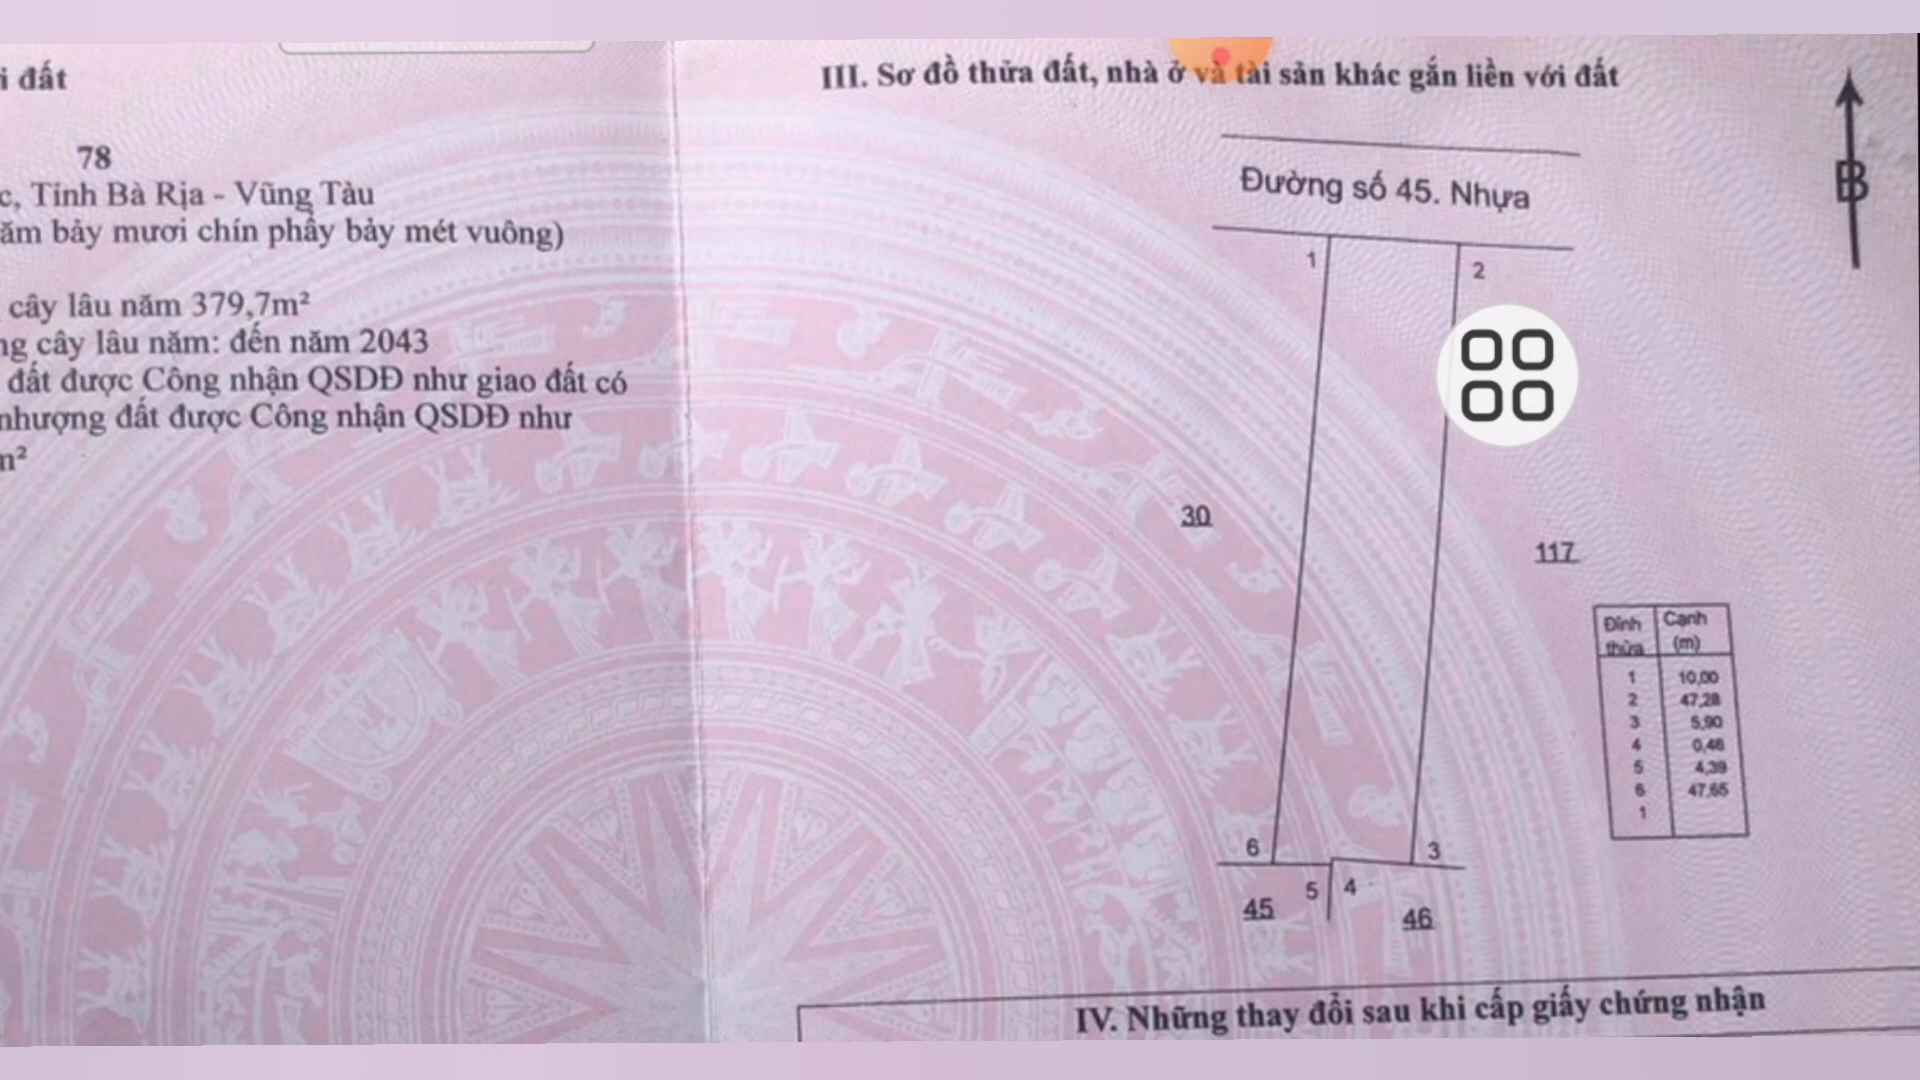 i đất
78
c, Tỉnh Bà Rịa - Vũng Tàu
ăm bảy mươi chín phẩy bảy mét vuông)
cây lâu năm 379,7m²
ng cây lâu năm: đến năm 2043
đất được Công nhận QSDĐ như giao đất có
nhượng đất được Công nhận QSDĐ như
m²
III. Sơ đồ thửa đất, nhà ở và tài sản khác gắn liền với đất
B
Đường số 45. Nhựa
1
2
30
117
6
3
5
4
45
46
Đỉnh thửa Cạnh (m)
1 10,00
2 47,28
3 5,90
4 0,46
5 4,39
6 47,65
1
IV. Những thay đổi sau khi cấp giấy chứng nhận